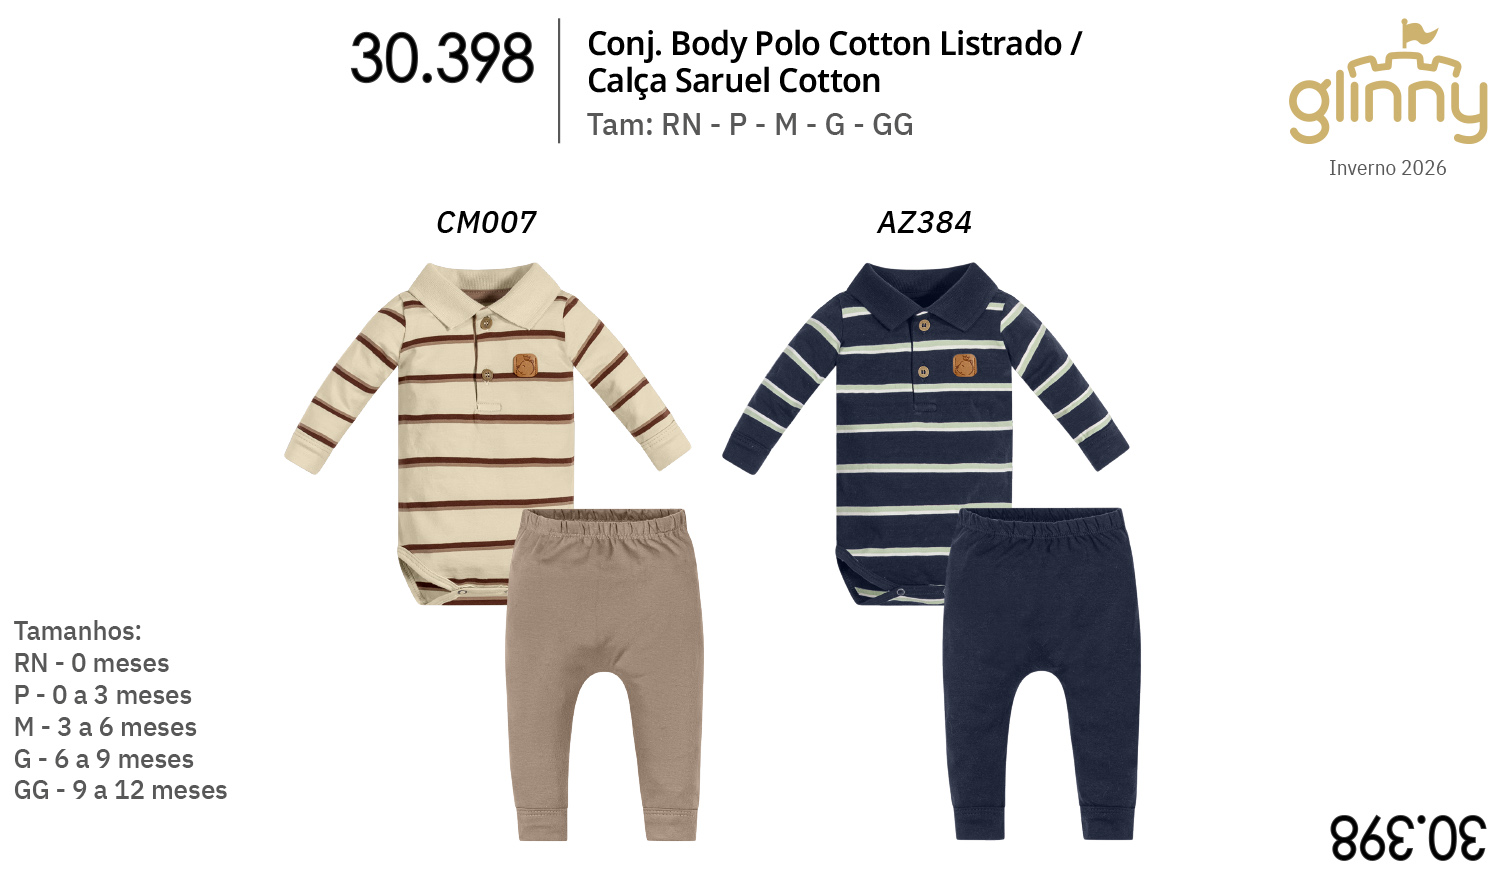 30.398
Conj. Body Polo Cotton Listrado /
Calça Saruel Cotton
Tam: RN - P - M - G - GG
glinny
Inverno 2026
CM007
AZ384
Tamanhos:
RN - 0 meses
P - 0 a 3 meses
M - 3 a 6 meses
G - 6 a 9 meses
GG - 9 a 12 meses
30.398